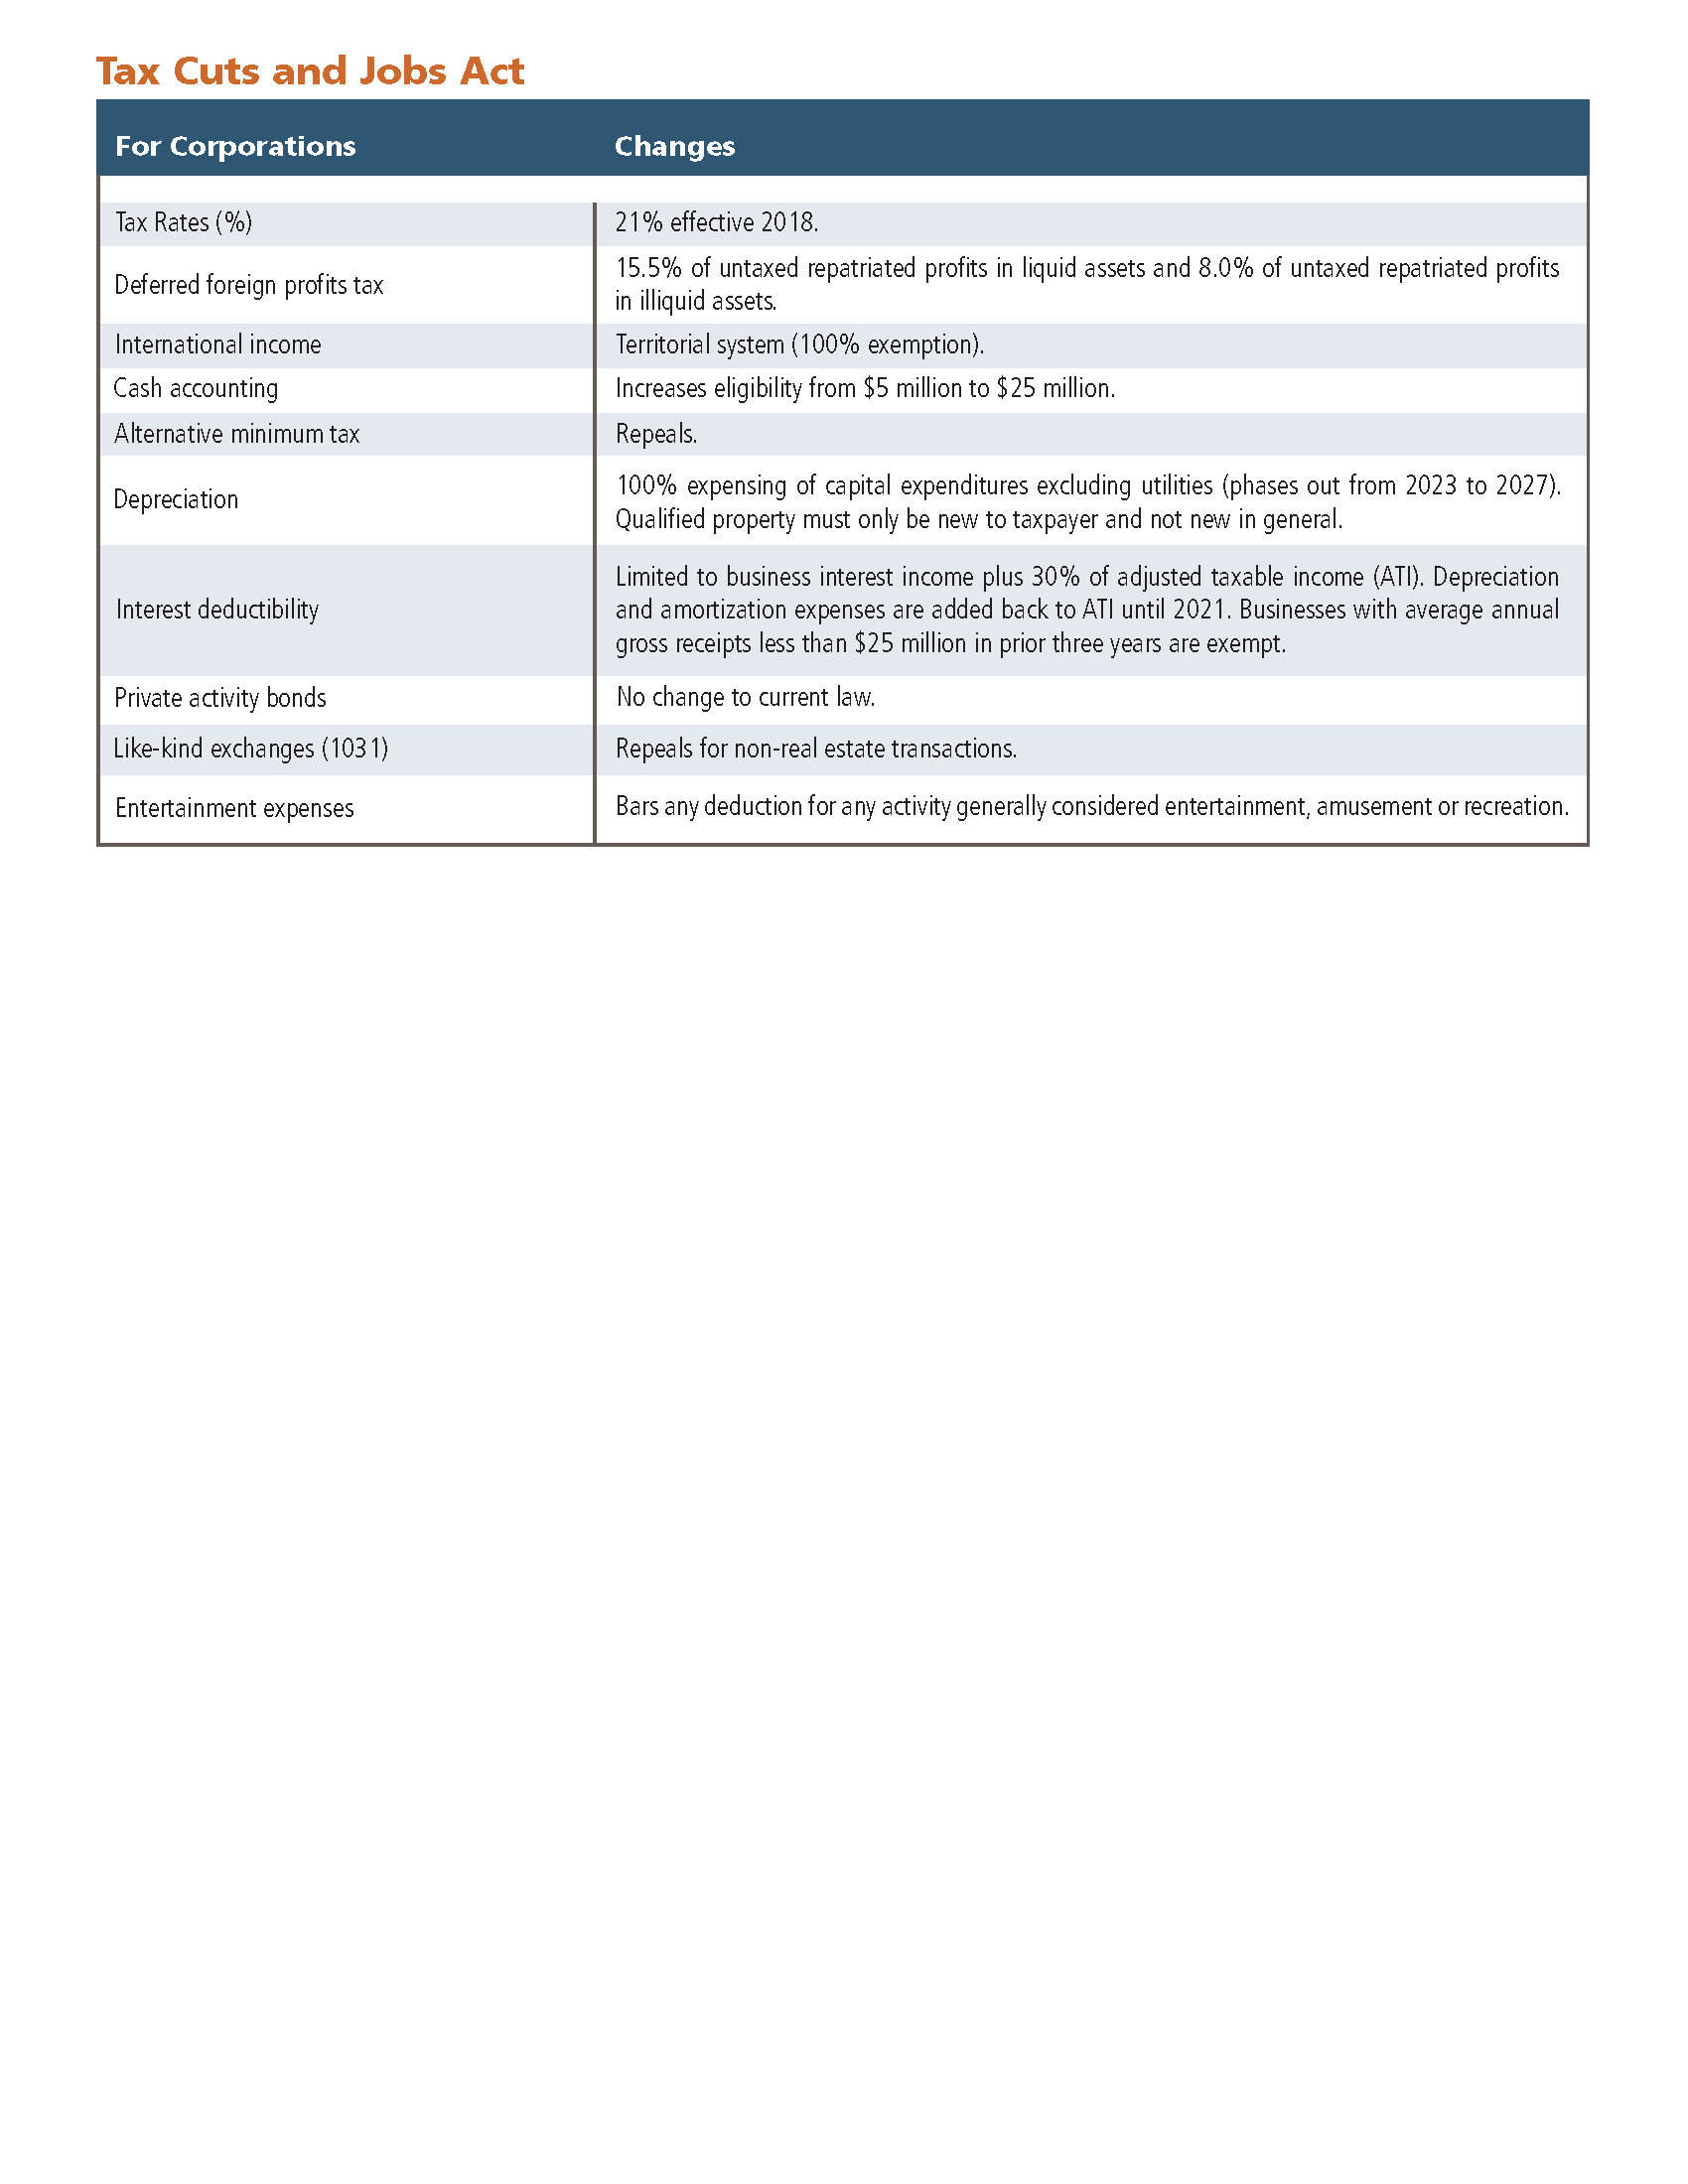 Tax Cuts and Jobs Act
For Corporations Changes
Tax Rates (%) 21% effective 2018.
Deferred foreign profits tax 15.5% of untaxed repatriated profits in liquid assets and 8.0% of untaxed repatriated profits
in illiquid assets.
International income Territorial system (100% exemption).
Cash accounting Increases eligibility from $5 million to $25 million.
Alternative minimum tax Repeals.
Depreciation 100% expensing of capital expenditures excluding utilities (phases out from 2023 to 2027).
Qualified property must only be new to taxpayer and not new in general.
Interest deductibility Limited to business interest income plus 30% of adjusted taxable income (ATI). Depreciation
and amortization expenses are added back to ATI until 2021. Businesses with average annual
gross receipts less than $25 million in prior three years are exempt.
Private activity bonds No change to current law.
Like-kind exchanges (1031) Repeals for non-real estate transactions.
Entertainment expenses Bars any deduction for any activity generally considered entertainment, amusement or recreation.